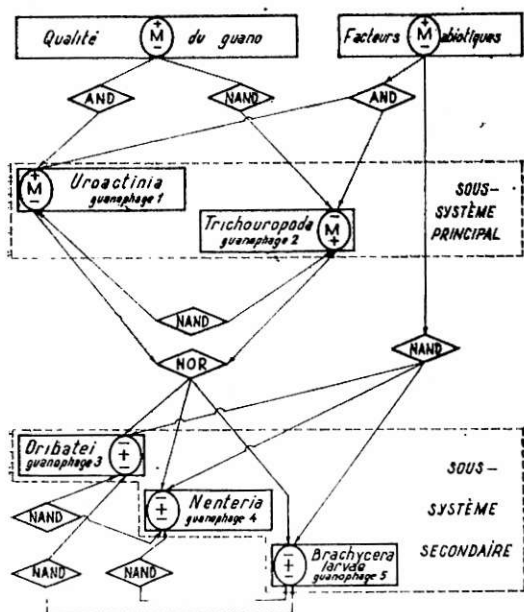 Qualité + M − du guano
Facteurs + M − abiotiques
AND
NAND
AND
+ M −
Uroactinia
guanophage 1
Trichouropoda
guanophage 2
− M +
SOUS-
SYSTÈME
PRINCIPAL
NAND
NOR
NAND
Oribatei
guanophage 3
±
Nenteria
guanophage 4
±
NAND
NAND
NAND
±
Brachycera
larvae
guanophage 5
SOUS-
SYSTÈME
SECONDAIRE